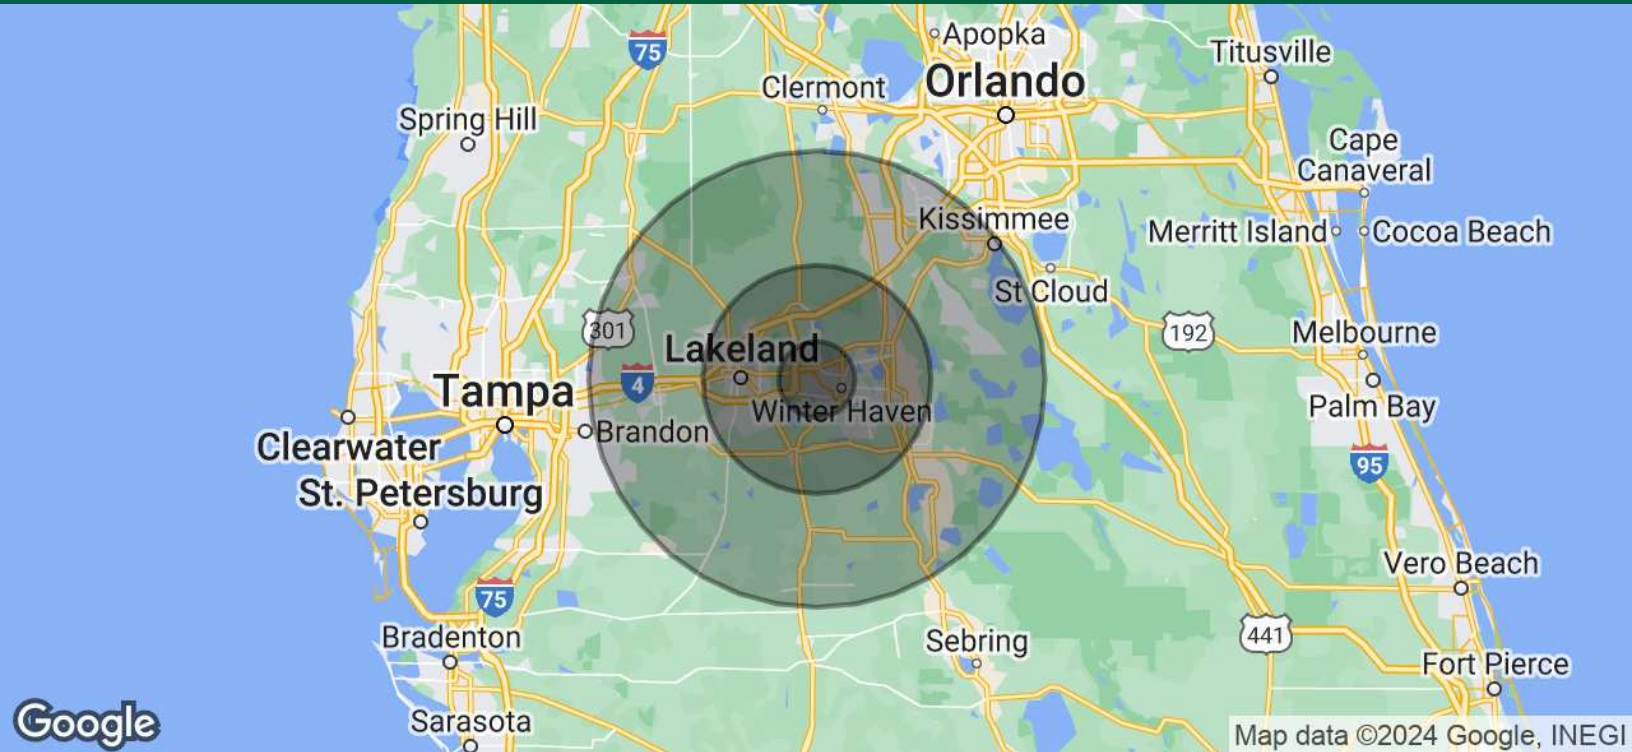 Apopka
Titusville
75
Orlando
Clermont
Spring Hill
Cape
Canaveral
Kissimmee
Merritt Island
Cocoa Beach
St Cloud
301
192
Melbourne
Lakeland
4
Tampa
Winter Haven
Palm Bay
Brandon
Clearwater
95
St. Petersburg
Vero Beach
75
Bradenton
Sebring
441
Fort Pierce
Sarasota
Google
Map data ©2024 Google, INEGI